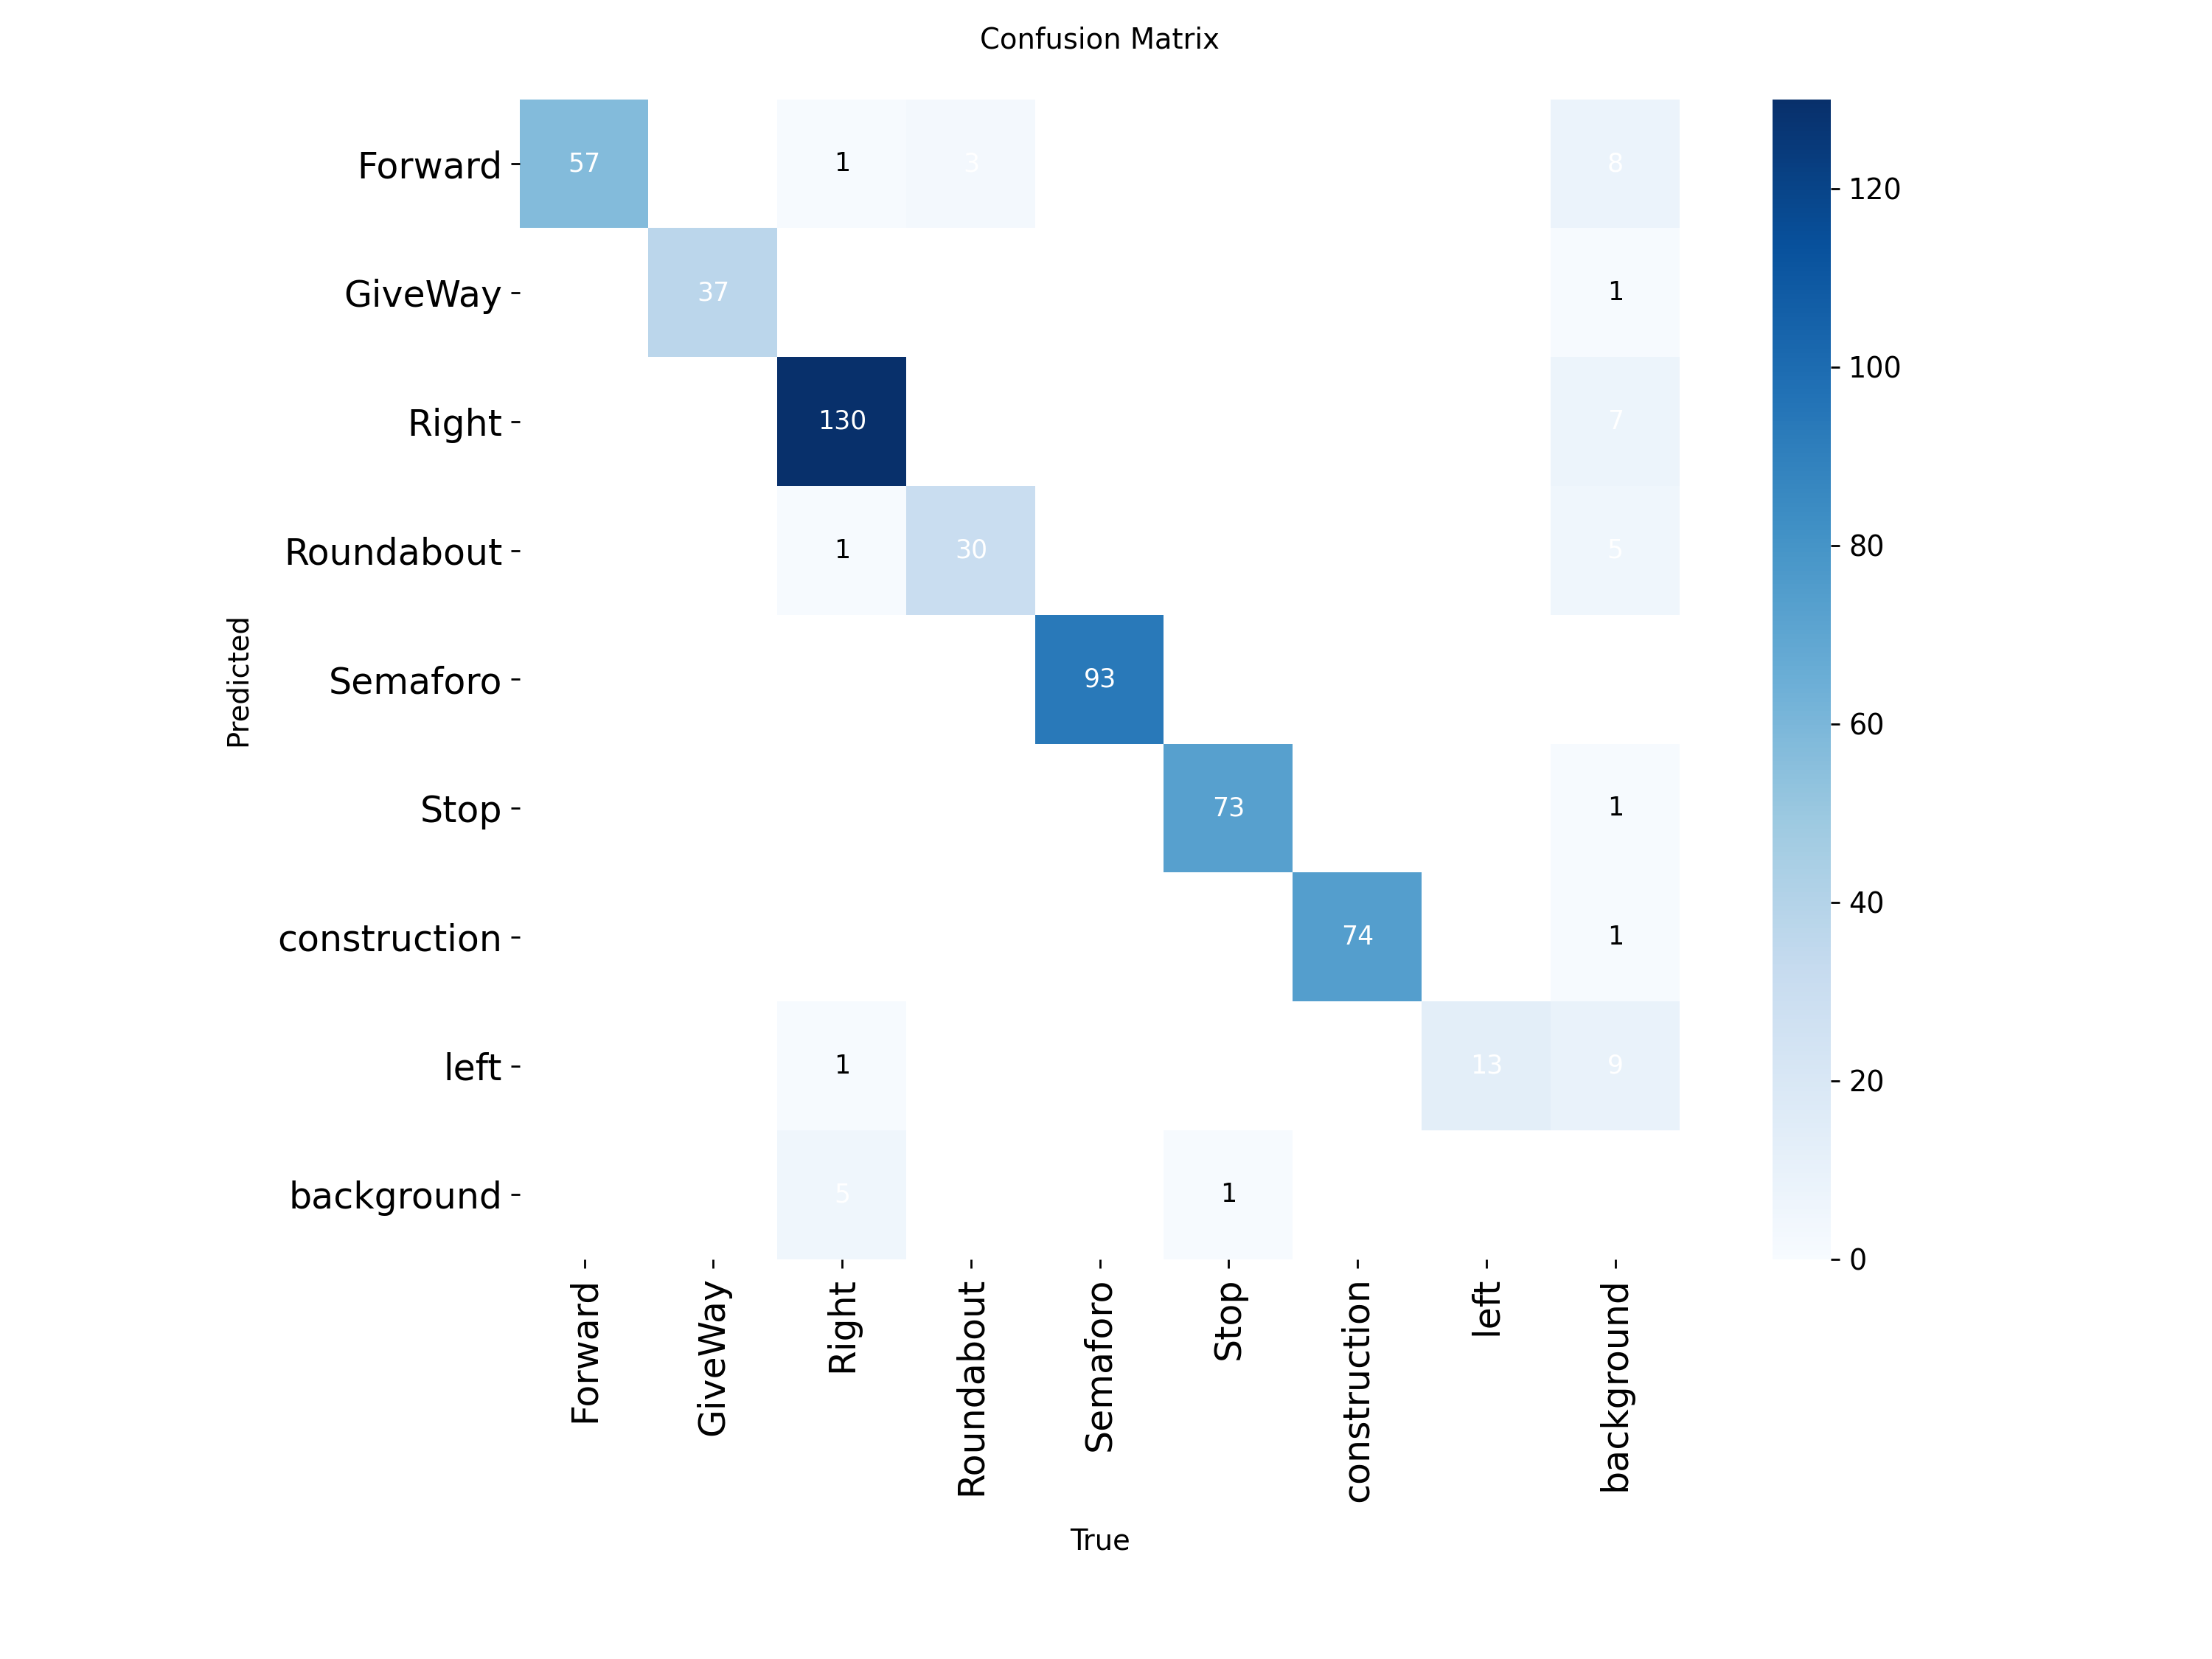 Confusion Matrix
Forward 57 1 3 8
GiveWay 37 1
Right 130 7
Roundabout 1 30 5
Semaforo 93
Stop 73 1
construction 74 1
left 1 13 9
background 5 1
Predicted
Forward GiveWay Right Roundabout Semaforo Stop construction left background
True
120
100
80
60
40
20
0